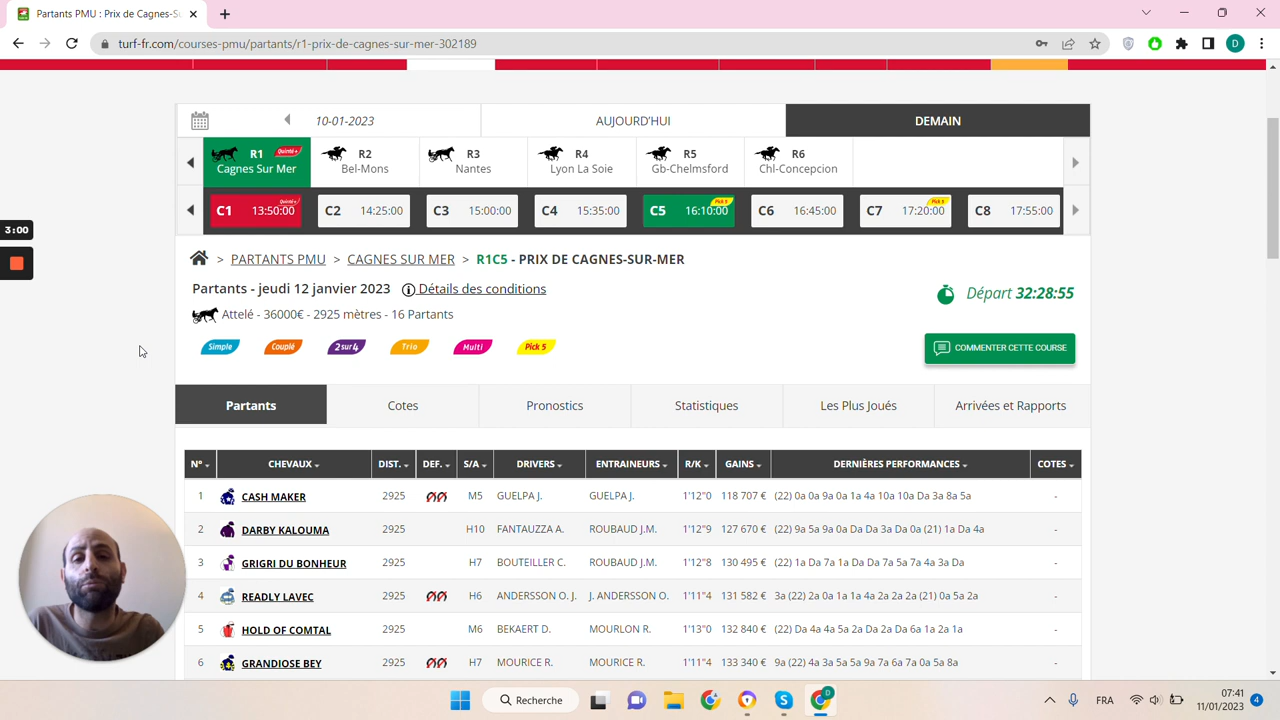 Partants PMU : Prix de Cagnes-S
turf-fr.com/courses-pmu/partants/r1-prix-de-cagnes-sur-mer-302189
D
10-01-2023
AUJOURD'HUI
DEMAIN
R1 Quinté+
Cagnes Sur Mer
R2
Bel-Mons
R3
Nantes
R4
Lyon La Soie
R5
Gb-Chelmsford
R6
Chl-Concepcion
C1 13:50:00 Quinté+
C2 14:25:00
C3 15:00:00
C4 15:35:00
C5 16:10:00 Pick 5
C6 16:45:00
C7 17:20:00 Pick 5
C8 17:55:00
3:00
> PARTANTS PMU > CAGNES SUR MER > R1C5 - PRIX DE CAGNES-SUR-MER
Partants - jeudi 12 janvier 2023 Détails des conditions
Départ 32:28:55
Attelé - 36000€ - 2925 mètres - 16 Partants
Simple Couplé 2sur4 Trio Multi Pick 5
COMMENTER CETTE COURSE
Partants Cotes Pronostics Statistiques Les Plus Joués Arrivées et Rapports
N° CHEVAUX DIST. DEF. S/A DRIVERS ENTRAINEURS R/K GAINS DERNIÈRES PERFORMANCES COTES
1 CASH MAKER 2925 M5 GUELPA J. GUELPA J. 1'12"0 118 707 € (22) 0a 0a 9a 0a 1a 4a 10a 10a Da 3a 8a 5a -
2 DARBY KALOUMA 2925 H10 FANTAUZZA A. ROUBAUD J.M. 1'12"9 127 670 € (22) 9a 5a 9a 0a Da Da 3a Da 0a (21) 1a Da 4a -
3 GRIGRI DU BONHEUR 2925 H7 BOUTEILLER C. ROUBAUD J.M. 1'12"8 130 495 € (22) 1a Da 7a 1a Da Da 7a 5a 7a 4a 3a Da -
4 READLY LAVEC 2925 H6 ANDERSSON O. J. J. ANDERSSON O. 1'11"4 131 582 € 3a (22) 2a 0a 1a 1a 4a 2a 2a 2a (21) 0a 5a 2a -
5 HOLD OF COMTAL 2925 M6 BEKAERT D. MOURLON R. 1'13"0 132 840 € (22) Da 4a 4a 5a 2a Da 2a Da 6a 1a 2a 1a -
6 GRANDIOSE BEY 2925 H7 MOURICE R. MOURICE R. 1'11"4 133 340 € 9a (22) 4a 3a 5a 5a 9a 7a 6a 7a 0a 5a 8a -
Recherche
D
FRA
07:41
11/01/2023
4